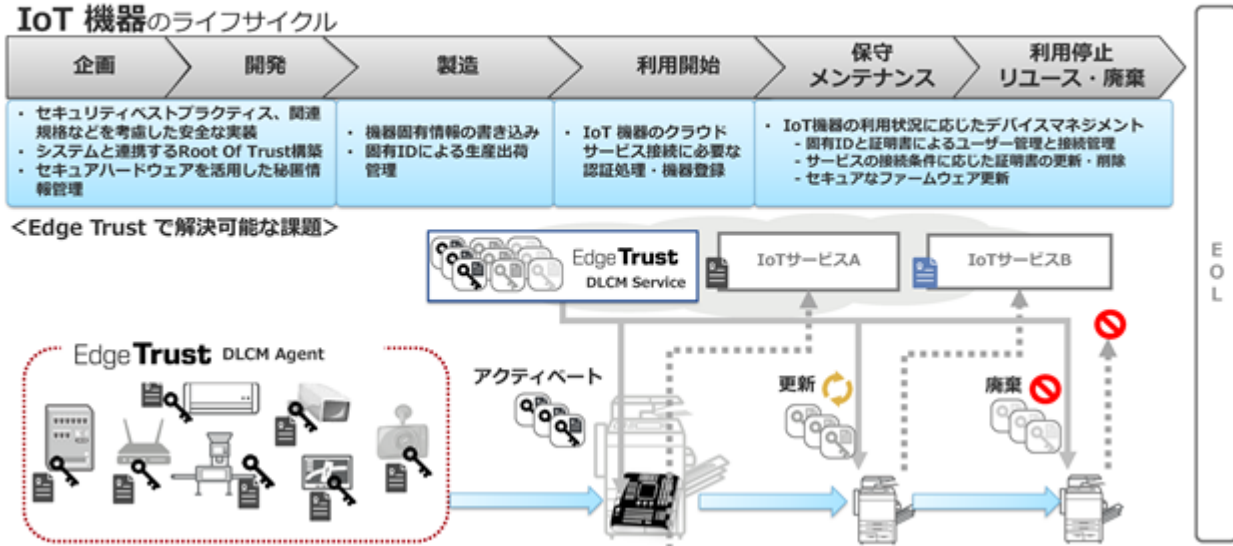 IoT 機器のライフサイクル
企画
開発
製造
利用開始
保守
メンテナンス
利用停止
リユース・廃棄
・ セキュリティベストプラクティス、関連
規格などを考慮した安全な実装
・ システムと連携するRoot Of Trust構築
・ セキュアハードウェアを活用した秘匿情
報管理
・ 機器固有情報の書き込み
・ 固有IDによる生産出荷
管理
・ IoT 機器のクラウド
サービス接続に必要な
認証処理・機器登録
・ IoT機器の利用状況に応じたデバイスマネジメント
- 固有IDと証明書によるユーザー管理と接続管理
- サービスの接続条件に応じた証明書の更新・削除
- セキュアなファームウェア更新
EOL
<Edge Trust で解決可能な課題>
Edge Trust
DLCM Service
IoTサービスA
IoTサービスB
Edge Trust DLCM Agent
アクティベート
更新
廃棄